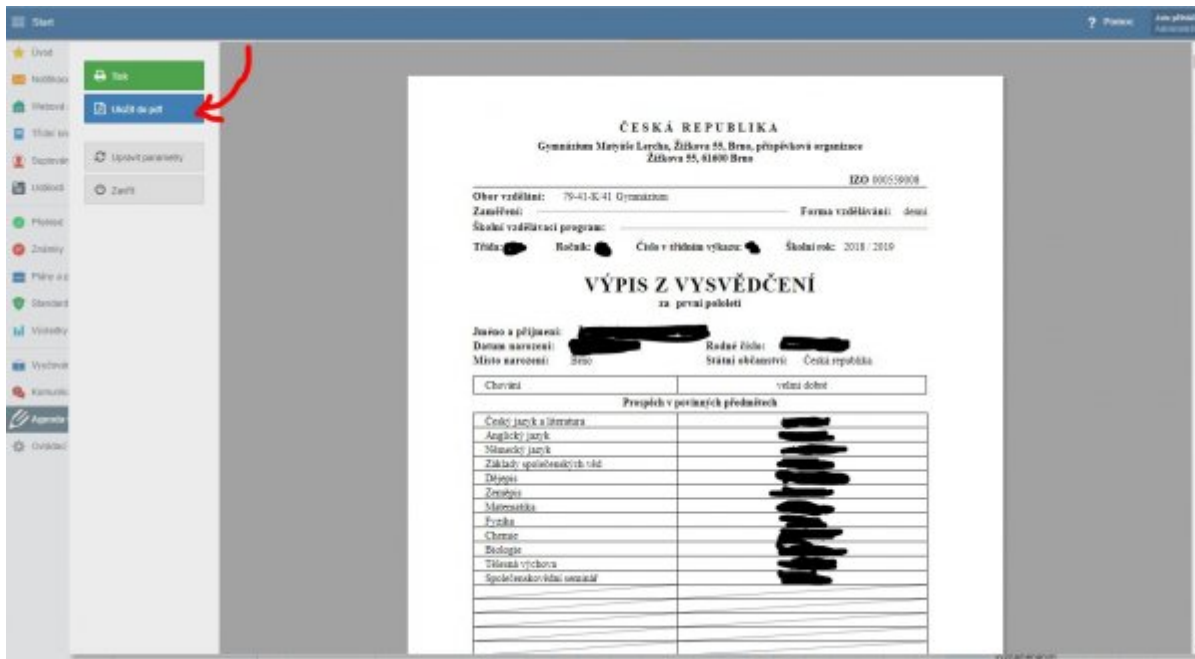 Start
? Pomoc
Úvod
Tisk
Uložit do pdf
Upravit parametry
Zavřít
Známky
Agenda
ČESKÁ REPUBLIKA
Gymnázium Matyáše Lercha, Žižkova 55, Brno, příspěvková organizace
Žižkova 55, 61600 Brno
IZO 000559008
Obor vzdělání: 79-41-K/41 Gymnázium
Zaměření: Forma vzdělávání: denní
Školní vzdělávací program:
Třída: Ročník: Číslo v třídním výkazu: Školní rok: 2018 / 2019
VÝPIS Z VYSVĚDČENÍ
za první pololetí
Jméno a příjmení:
Datum narození: Rodné číslo:
Místo narození: Brno Státní občanství: Česká republika
Chování velmi dobré
Prospěch v povinných předmětech
Český jazyk a literatura
Anglický jazyk
Německý jazyk
Základy společenských věd
Dějepis
Zeměpis
Matematika
Fyzika
Chemie
Biologie
Tělesná výchova
Společenskovědní seminář